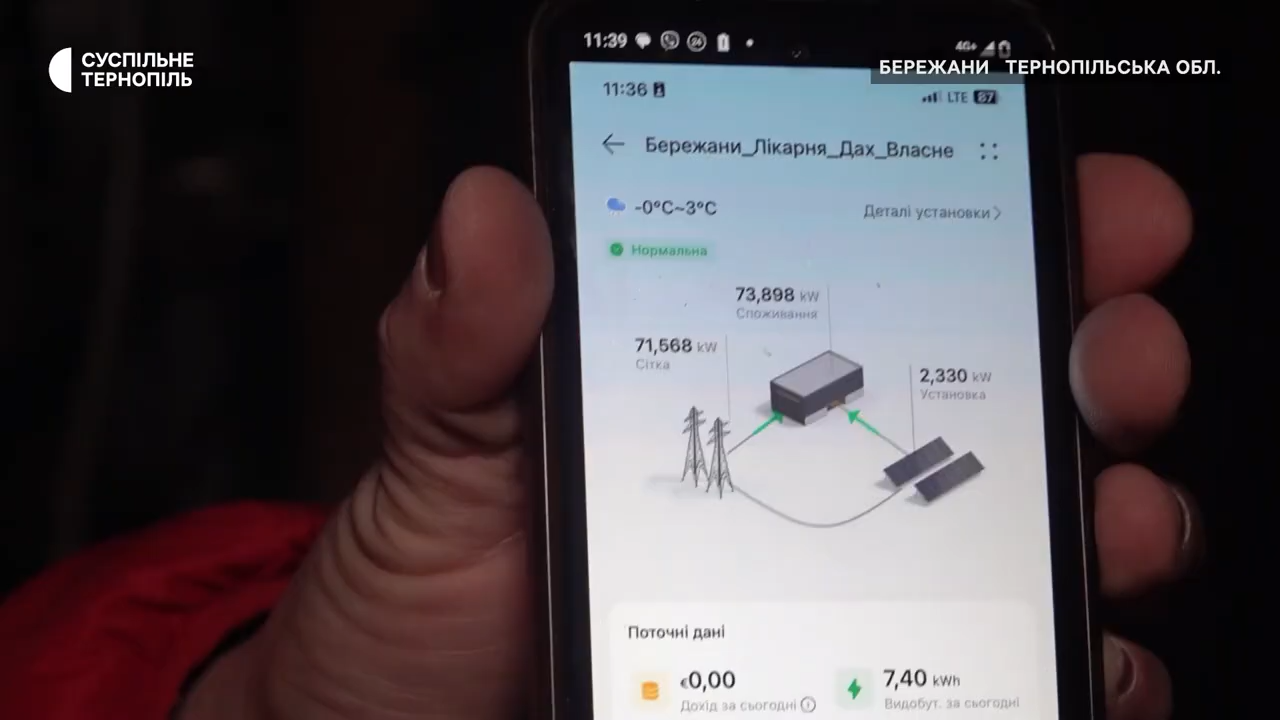 СУСПІЛЬНЕ
ТЕРНОПІЛЬ
БЕРЕЖАНИ ТЕРНОПІЛЬСЬКА ОБЛ.
11:39 24 4G+
11:36 LTE 87
Бережани_Лікарня_Дах_Власне
-0°C~3°C
Деталі установки
Нормальна
73,898 kW
Споживання
71,568 kW
Сітка
2,330 kW
Установка
Поточні дані
€0,00
Дохід за сьогодні
7,40 kWh
Видобут. за сьогодні